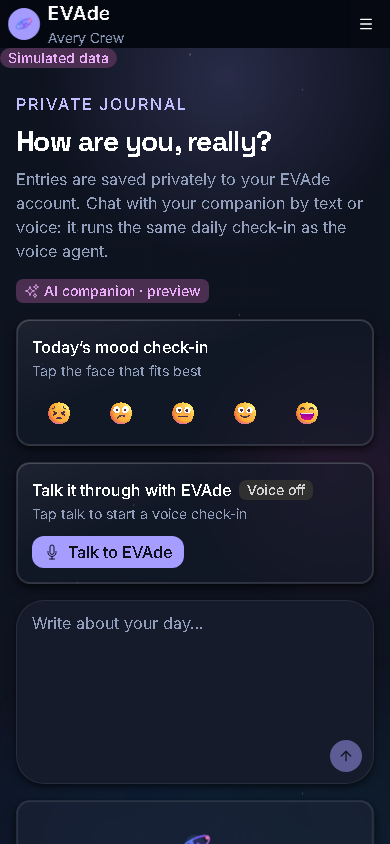 EVAde
Avery Crew
Simulated data
PRIVATE JOURNAL
How are you, really?
Entries are saved privately to your EVAde
account. Chat with your companion by text or
voice: it runs the same daily check-in as the
voice agent.
AI companion · preview
Today's mood check-in
Tap the face that fits best
Talk it through with EVAde Voice off
Tap talk to start a voice check-in
Talk to EVAde
Write about your day...